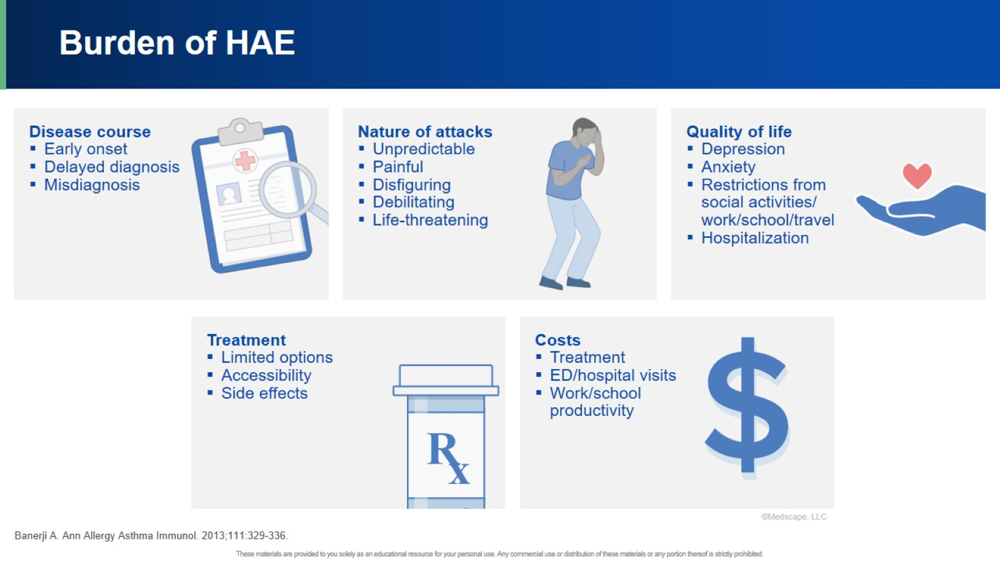 Burden of HAE
Disease course
▪ Early onset
▪ Delayed diagnosis
▪ Misdiagnosis
Nature of attacks
▪ Unpredictable
▪ Painful
▪ Disfiguring
▪ Debilitating
▪ Life-threatening
Quality of life
▪ Depression
▪ Anxiety
▪ Restrictions from
social activities/
work/school/travel
▪ Hospitalization
Treatment
▪ Limited options
▪ Accessibility
▪ Side effects
Rx
Costs
▪ Treatment
▪ ED/hospital visits
▪ Work/school
productivity
$
©Medscape, LLC
Banerji A. Ann Allergy Asthma Immunol. 2013;111:329-336.
These materials are provided to you solely as an educational resource for your personal use. Any commercial use or distribution of these materials or any portion thereof is strictly prohibited.